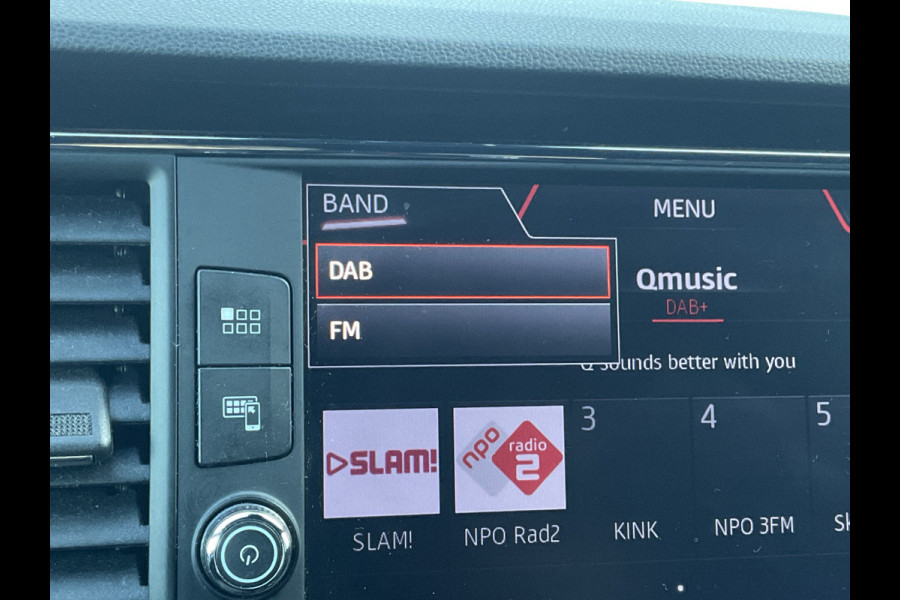 BAND
MENU
DAB
FM
Qmusic
DAB+
Q sounds better with you
SLAM!
npo radio 2
3
4
5
SLAM!
NPO Rad2
KINK
NPO 3FM